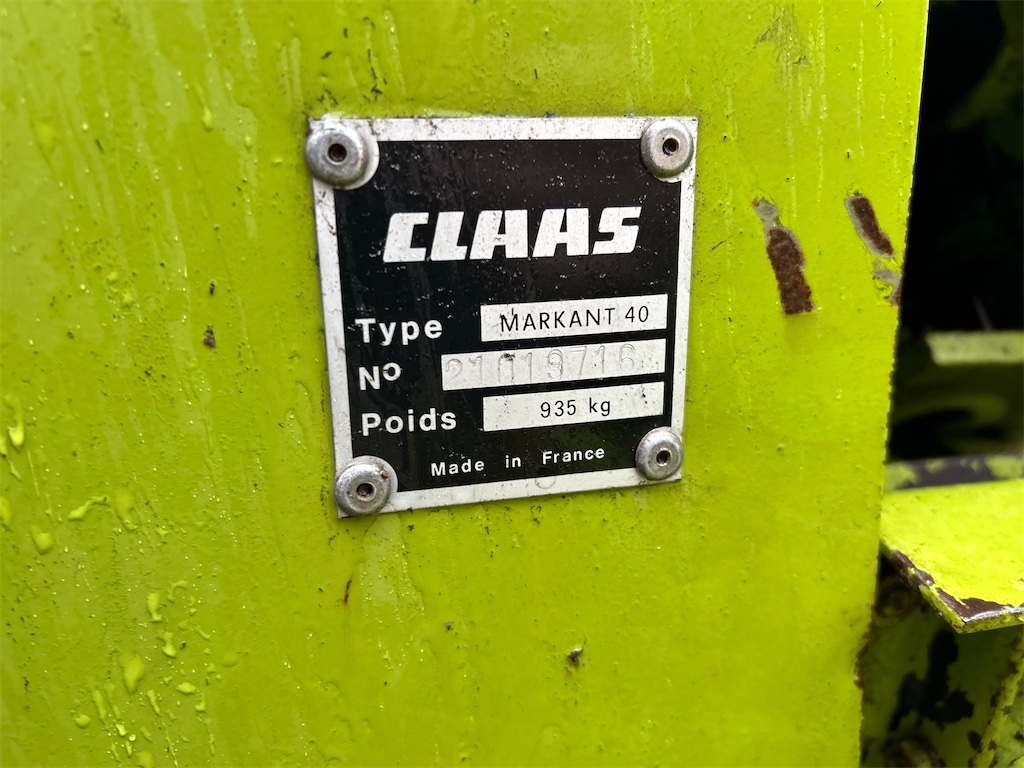 CLAAS
Type MARKANT 40
No 21019716
Poids 935 kg
Made in France